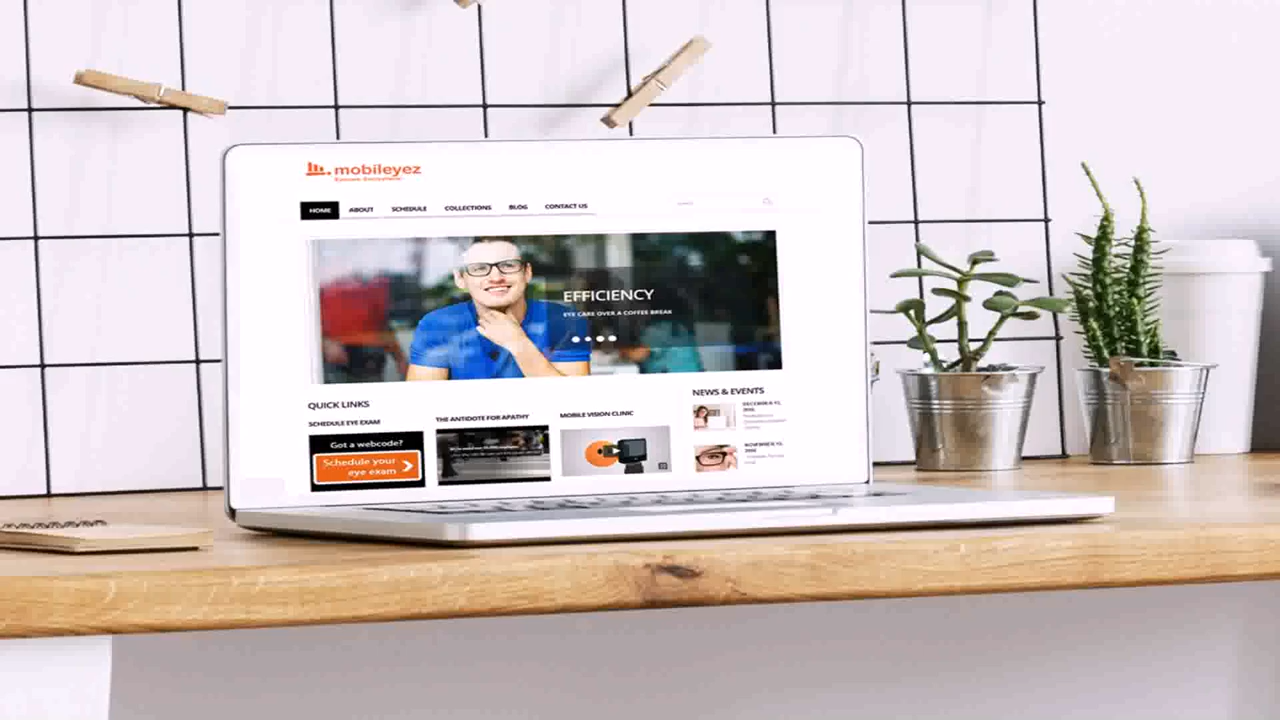 mobileyez
HOME ABOUT SCHEDULE COLLECTIONS BLOG CONTACT US
EFFICIENCY
EYE CARE OVER A COFFEE BREAK
QUICK LINKS
SCHEDULE EYE EXAM
Got a webcode?
Schedule your
eye exam
THE ANTIDOTE FOR APATHY
MOBILE VISION CLINIC
NEWS & EVENTS